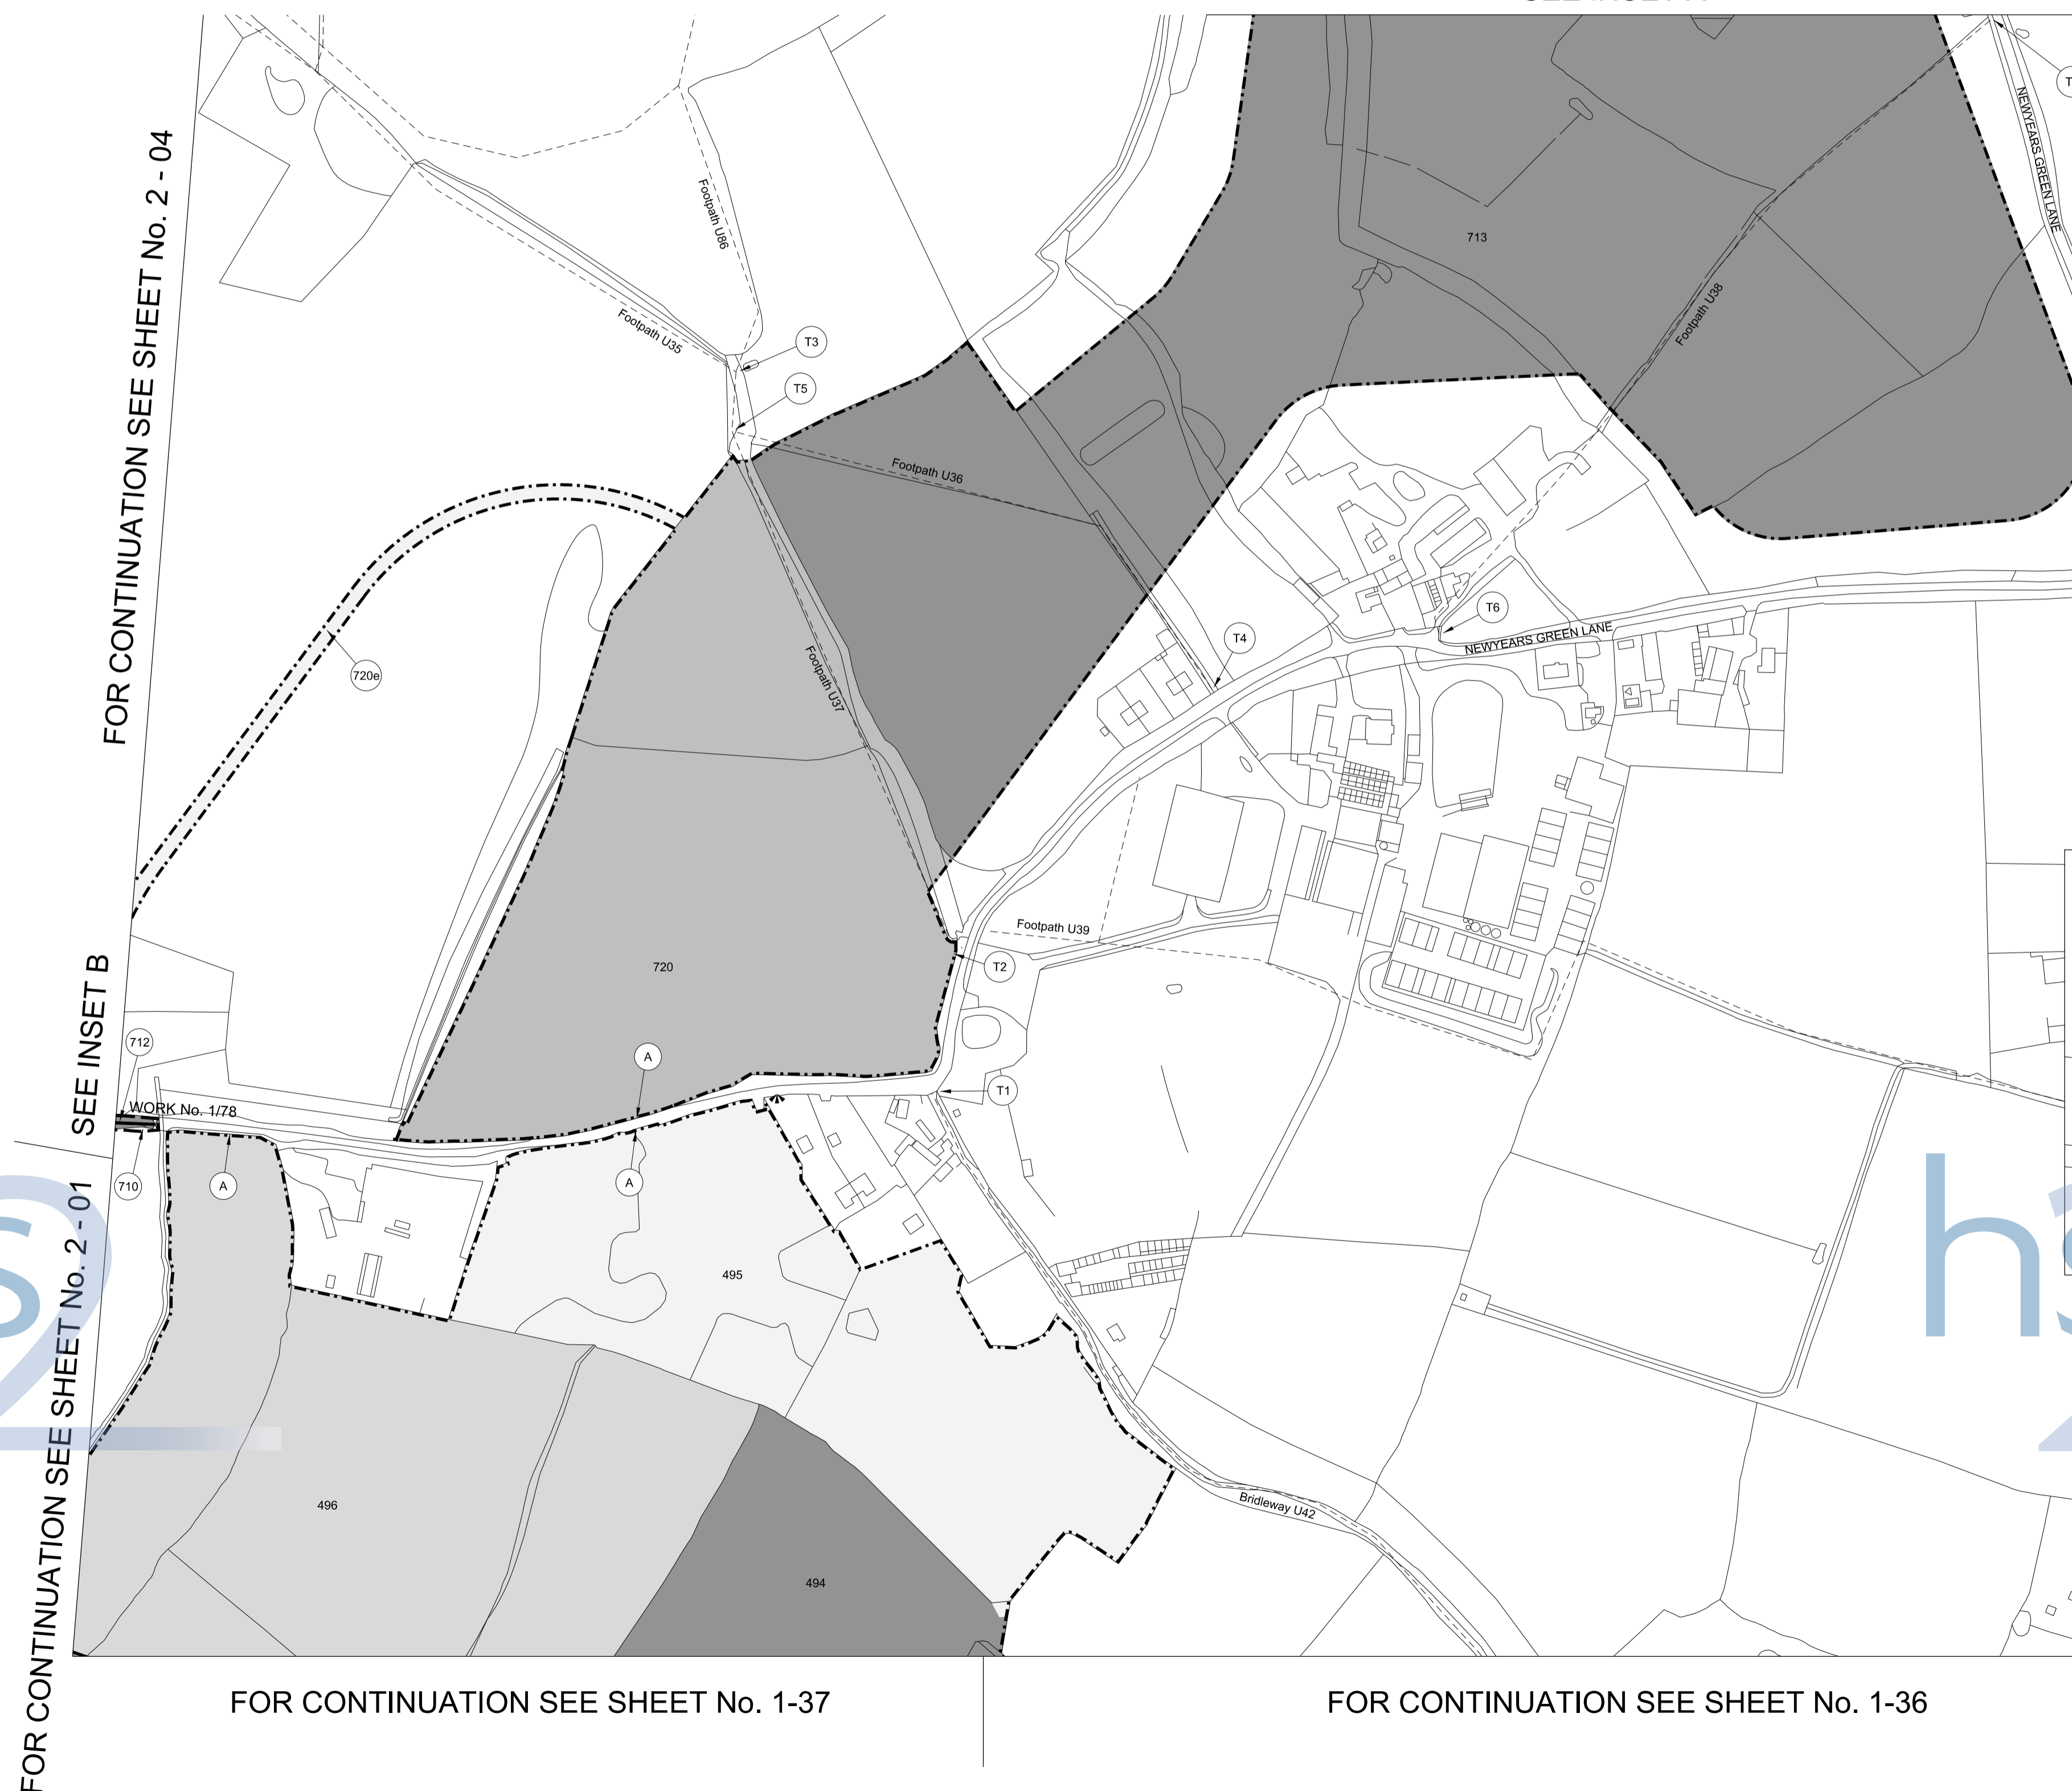 FOR CONTINUATION SEE SHEET No. 2 - 04
Footpath U86
Footpath U35
T3
T5
713
NEWYEARS GREEN LANE
Footpath U38
Footpath U36
Footpath U37
720e
T4
T6
NEWYEARS GREEN LANE
Footpath U39
720
T2
SEE INSET B
712
A
T1
WORK No. 1/78
710
A
A
495
FOR CONTINUATION SEE SHEET No. 2 - 01
496
494
Bridleway U42
FOR CONTINUATION SEE SHEET No. 1-37
FOR CONTINUATION SEE SHEET No. 1-36